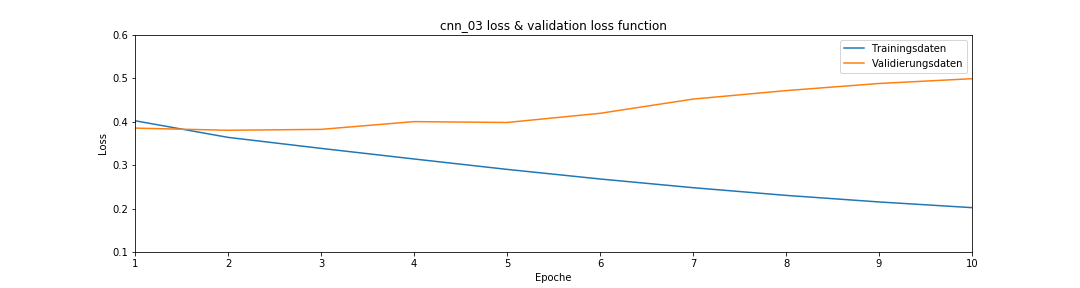 cnn_03 loss & validation loss function
0.6
0.5
0.4
0.3
0.2
0.1
Loss
Trainingsdaten
Validierungsdaten
1 2 3 4 5 6 7 8 9 10
Epoche